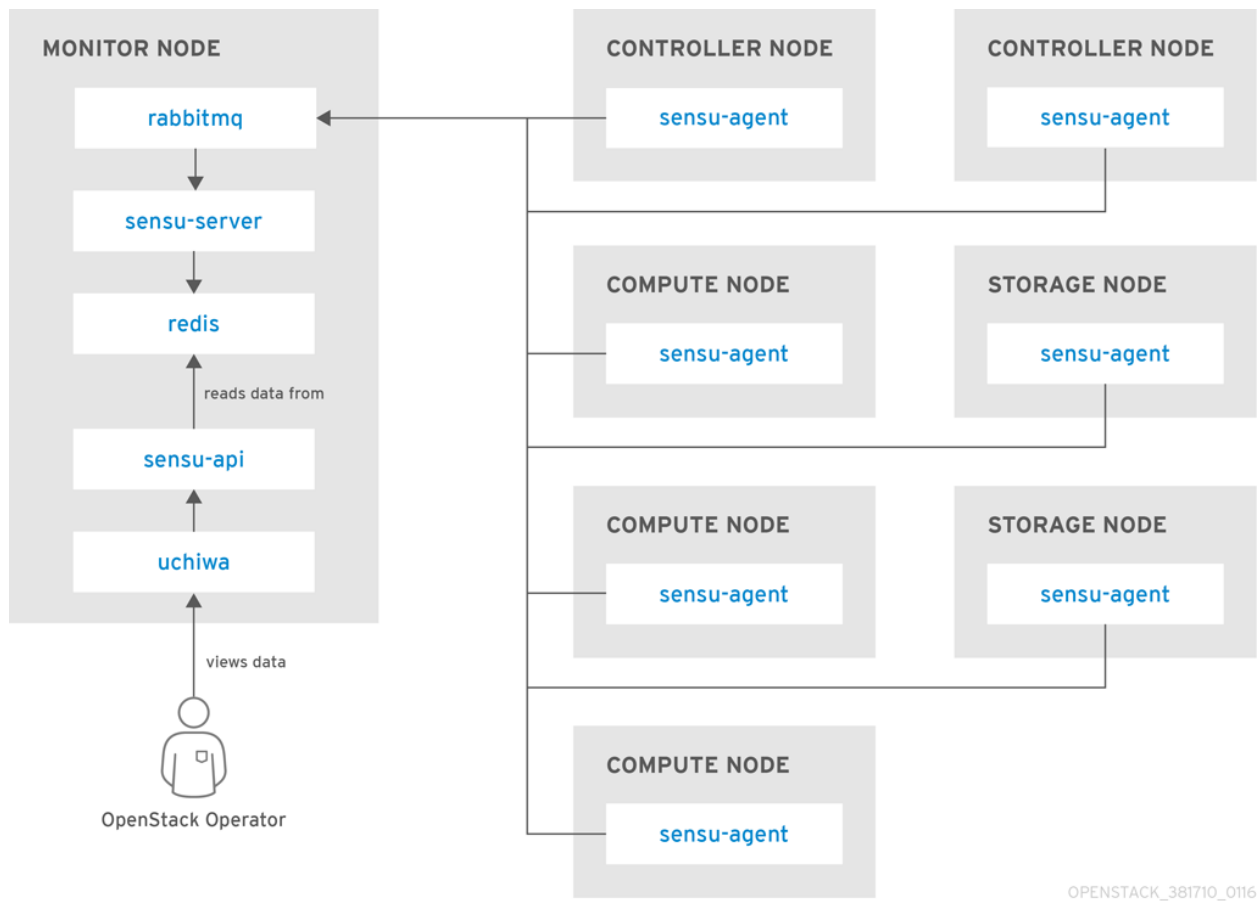 MONITOR NODE
rabbitmq
sensu-server
redis
reads data from
sensu-api
uchiwa
views data
OpenStack Operator
CONTROLLER NODE
sensu-agent
CONTROLLER NODE
sensu-agent
COMPUTE NODE
sensu-agent
STORAGE NODE
sensu-agent
COMPUTE NODE
sensu-agent
STORAGE NODE
sensu-agent
COMPUTE NODE
sensu-agent
OPENSTACK_381710_0116